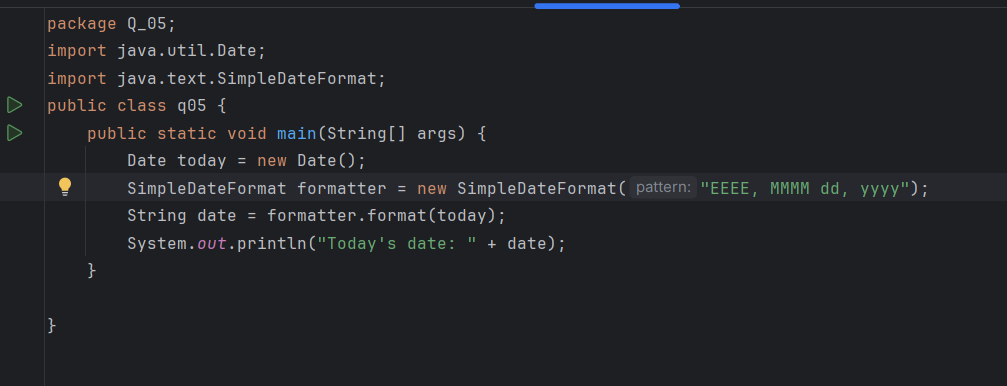 package Q_05;
import java.util.Date;
import java.text.SimpleDateFormat;
public class q05 {
    public static void main(String[] args) {
        Date today = new Date();
        SimpleDateFormat formatter = new SimpleDateFormat( pattern: "EEEE, MMMM dd, yyyy");
        String date = formatter.format(today);
        System.out.println("Today's date: " + date);
    }
}